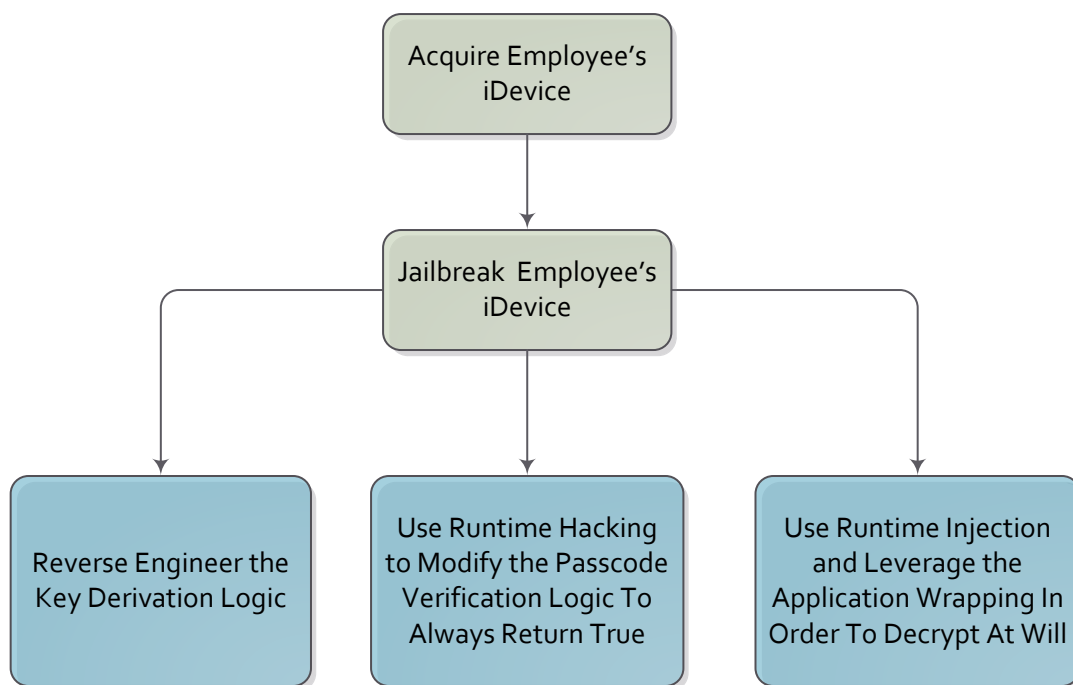 Acquire Employee’s
iDevice
Jailbreak  Employee’s
iDevice
Reverse Engineer the
Key Derivation Logic
Use Runtime Hacking
to Modify the Passcode
Verification Logic To
Always Return True
Use Runtime Injection
and Leverage the
Application Wrapping In
Order To Decrypt At Will